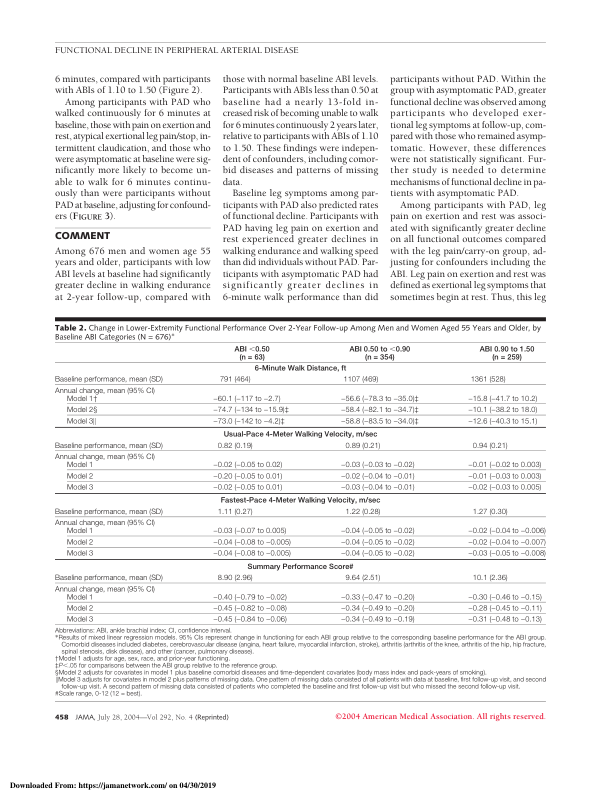 FUNCTIONAL DECLINE IN PERIPHERAL ARTERIAL DISEASE
6 minutes, compared with participants
with ABIs of 1.10 to 1.50 (Figure 2).
Among participants with PAD who
walked continuously for 6 minutes at
baseline, those with pain on exertion and
rest, atypical exertional leg pain/stop, in-
termittent claudication, and those who
were asymptomatic at baseline were sig-
nificantly more likely to become un-
able to walk for 6 minutes continu-
ously than were participants without
PAD at baseline, adjusting for confound-
ers (FIGURE 3).
COMMENT
Among 676 men and women age 55
years and older, participants with low
ABI levels at baseline had significantly
greater decline in walking endurance
at 2-year follow-up, compared with
those with normal baseline ABI levels.
Participants with ABIs less than 0.50 at
baseline had a nearly 13-fold in-
creased risk of becoming unable to walk
for 6 minutes continuously 2 years later,
relative to participants with ABIs of 1.10
to 1.50. These findings were indepen-
dent of confounders, including comor-
bid diseases and patterns of missing
data.
Baseline leg symptoms among par-
ticipants with PAD also predicted rates
of functional decline. Participants with
PAD having leg pain on exertion and
rest experienced greater declines in
walking endurance and walking speed
than did individuals without PAD. Par-
ticipants with asymptomatic PAD had
significantly greater declines in
6-minute walk performance than did
participants without PAD. Within the
group with asymptomatic PAD, greater
functional decline was observed among
participants who developed exer-
tional leg symptoms at follow-up, com-
pared with those who remained asymp-
tomatic. However, these differences
were not statistically significant. Fur-
ther study is needed to determine
mechanisms of functional decline in pa-
tients with asymptomatic PAD.
Among participants with PAD, leg
pain on exertion and rest was associ-
ated with significantly greater decline
on all functional outcomes compared
with the leg pain/carry-on group, ad-
justing for confounders including the
ABI. Leg pain on exertion and rest was
defined as exertional leg symptoms that
sometimes begin at rest. Thus, this leg
Table 2. Change in Lower-Extremity Functional Performance Over 2-Year Follow-up Among Men and Women Aged 55 Years and Older, by
Baseline ABI Categories (N = 676)*
ABI <0.50 ABI 0.50 to <0.90 ABI 0.90 to 1.50
(n = 63) (n = 354) (n = 259)
6-Minute Walk Distance, ft
Baseline performance, mean (SD) 791 (464) 1107 (469) 1361 (528)
Annual change, mean (95% CI)
Model 1† −60.1 (−117 to −2.7) −56.6 (−78.3 to −35.0)‡ −15.8 (−41.7 to 10.2)
Model 2§ −74.7 (−134 to −15.9)‡ −58.4 (−82.1 to −34.7)‡ −10.1 (−38.2 to 18.0)
Model 3|| −73.0 (−142 to −4.2)‡ −58.8 (−83.5 to −34.0)‡ −12.6 (−40.3 to 15.1)
Usual-Pace 4-Meter Walking Velocity, m/sec
Baseline performance, mean (SD) 0.82 (0.19) 0.89 (0.21) 0.94 (0.21)
Annual change, mean (95% CI)
Model 1 −0.02 (−0.05 to 0.02) −0.03 (−0.03 to −0.02) −0.01 (−0.02 to 0.003)
Model 2 −0.20 (−0.05 to 0.01) −0.02 (−0.04 to −0.01) −0.01 (−0.03 to 0.003)
Model 3 −0.02 (−0.05 to 0.01) −0.03 (−0.04 to −0.01) −0.02 (−0.03 to 0.005)
Fastest-Pace 4-Meter Walking Velocity, m/sec
Baseline performance, mean (SD) 1.11 (0.27) 1.22 (0.28) 1.27 (0.30)
Annual change, mean (95% CI)
Model 1 −0.03 (−0.07 to 0.005) −0.04 (−0.05 to −0.02) −0.02 (−0.04 to −0.006)
Model 2 −0.04 (−0.08 to −0.005) −0.04 (−0.05 to −0.02) −0.02 (−0.04 to −0.007)
Model 3 −0.04 (−0.08 to −0.005) −0.04 (−0.05 to −0.02) −0.03 (−0.05 to −0.008)
Summary Performance Score#
Baseline performance, mean (SD) 8.90 (2.96) 9.64 (2.51) 10.1 (2.36)
Annual change, mean (95% CI)
Model 1 −0.40 (−0.79 to −0.02) −0.33 (−0.47 to −0.20) −0.30 (−0.46 to −0.15)
Model 2 −0.45 (−0.82 to −0.08) −0.34 (−0.49 to −0.20) −0.28 (−0.45 to −0.11)
Model 3 −0.45 (−0.84 to −0.06) −0.34 (−0.49 to −0.19) −0.31 (−0.48 to −0.13)
Abbreviations: ABI, ankle brachial index; CI, confidence interval.
*Results of mixed linear regression models. 95% CIs represent change in functioning for each ABI group relative to the corresponding baseline performance for the ABI group.
Comorbid diseases included diabetes, cerebrovascular disease (angina, heart failure, myocardial infarction, stroke), arthritis (arthritis of the knee, arthritis of the hip, hip fracture,
spinal stenosis, disk disease), and other (cancer, pulmonary disease).
†Model 1 adjusts for age, sex, race, and prior-year functioning.
‡P<.05 for comparisons between the ABI group relative to the reference group.
§Model 2 adjusts for covariates in model 1 plus baseline comorbid diseases and time-dependent covariates (body mass index and pack-years of smoking).
||Model 3 adjusts for covariates in model 2 plus patterns of missing data. One pattern of missing data consisted of all patients with data at baseline, first follow-up visit, and second
follow-up visit. A second pattern of missing data consisted of patients who completed the baseline and first follow-up visit but who missed the second follow-up visit.
#Scale range, 0-12 (12 = best).
458 JAMA, July 28, 2004—Vol 292, No. 4 (Reprinted) ©2004 American Medical Association. All rights reserved.
Downloaded From: https://jamanetwork.com/ on 04/30/2019